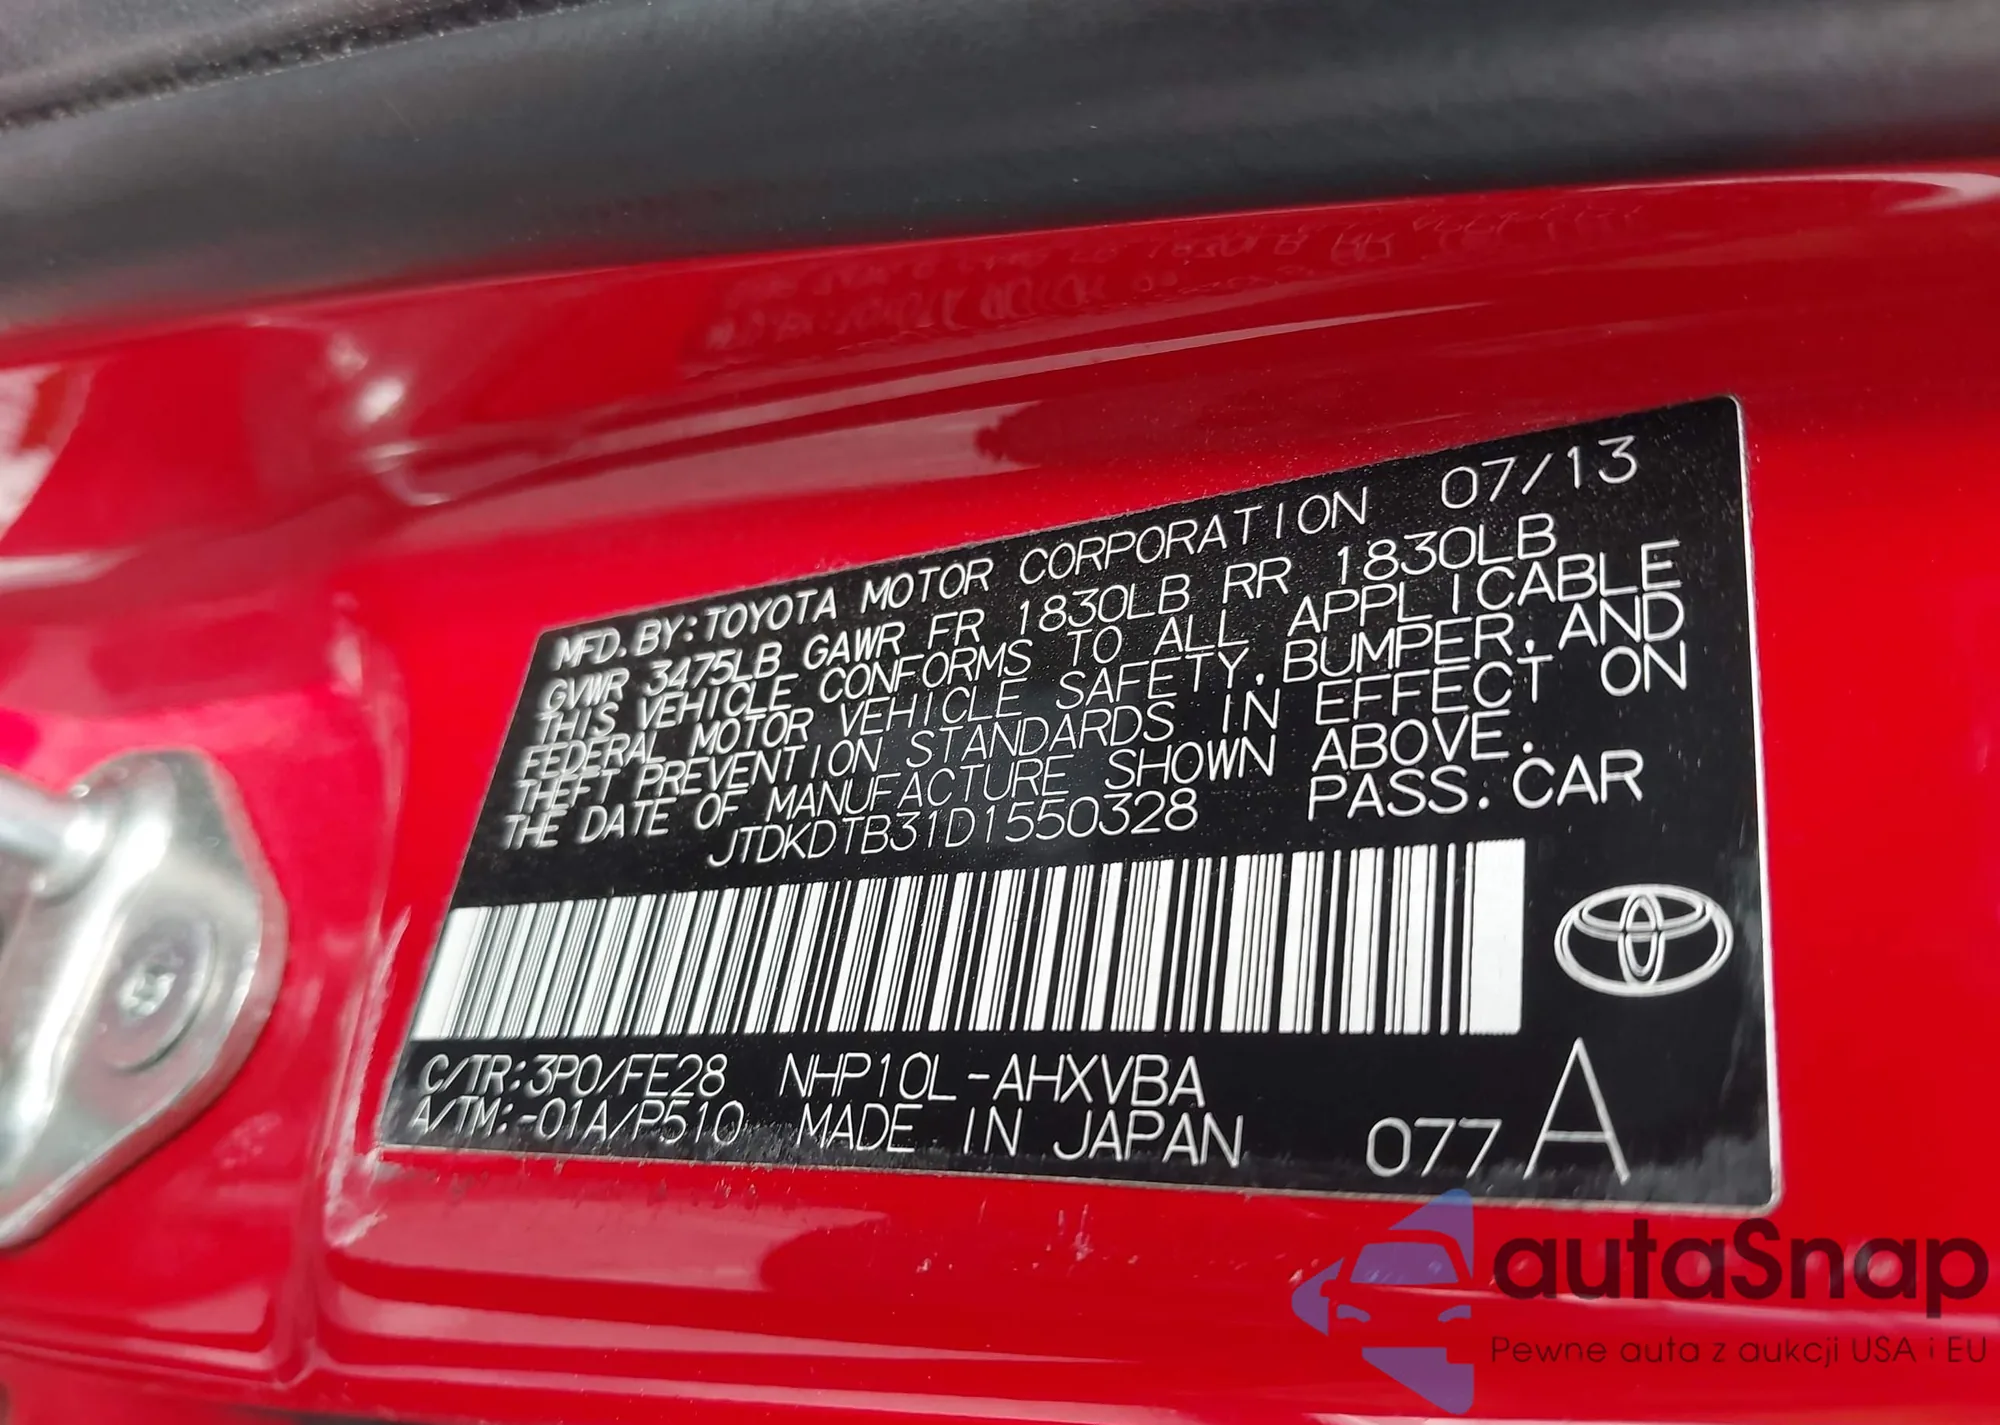 MFD. BY: TOYOTA MOTOR CORPORATION 07/13
GVWR 3475LB GAWR FR 1830LB RR 1830LB
THIS VEHICLE CONFORMS TO ALL APPLICABLE
FEDERAL MOTOR VEHICLE SAFETY, BUMPER, AND
THEFT PREVENTION STANDARDS IN EFFECT ON
THE DATE OF MANUFACTURE SHOWN ABOVE.
JTDKDTB31D1550328 PASS. CAR
C/TR: 3P0/FE28 NHP10L-AHXVBA
A/TM: -01A/P510 MADE IN JAPAN 077 A
autaSnap
Pewne auta z aukcji USA i EU